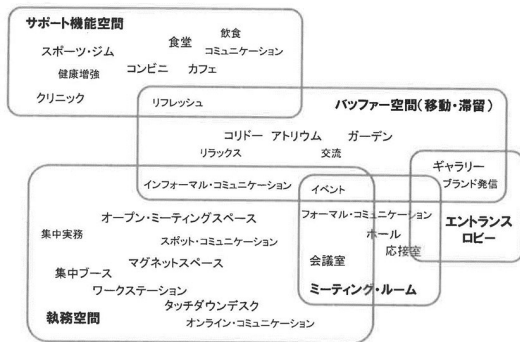 サポート機能空間
飲食
食堂
スポーツ・ジム
コミュニケーション
健康増強
コンビニ
カフェ
クリニック
リフレッシュ
バッファー空間(移動・滞留)
コリドー
アトリウム
ガーデン
リラックス
交流
ギャラリー
ブランド発信
インフォーマル・コミュニケーション
イベント
オープン・ミーティングスペース
フォーマル・コミュニケーション
エントランス
ロビー
集中実務
スポット・コミュニケーション
ホール
応接室
マグネットスペース
会議室
集中ブース
ワークステーション
ミーティング・ルーム
タッチダウンデスク
執務空間
オンライン・コミュニケーション